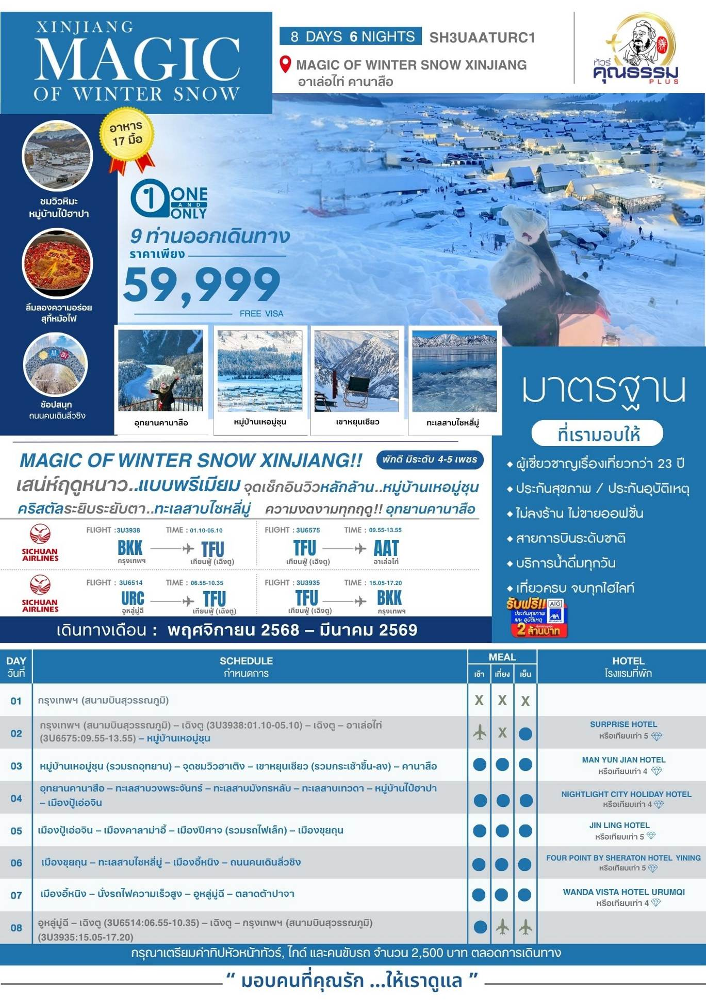 XINJIANG
MAGIC
OF WINTER SNOW
8 DAYS 6 NIGHTS SH3UAATURC1
MAGIC OF WINTER SNOW XINJIANG
อาเล่อไท่ คานาสือ
ทัวร์
คุณธรรม
PLUS
義
อาหาร
17 มื้อ
ชมวิวหิมะ
หมู่บ้านไป๋ฮาปา
ลิ้มลองความอร่อย
สุกี้หม้อไฟ
星街
ช้อปสนุก
ถนนคนเดินลิ่วซิง
1 ONE
AND
ONLY
9 ท่านออกเดินทาง
ราคาเพียง
59,999
FREE VISA
อุทยานคานาสือ
หมู่บ้านเหอมู่ชุน
เขาหยุนเชียว
ทะเลสาบไซหลี่มู่
มาตรฐาน
ที่เรามอบให้
ผู้เชี่ยวชาญเรื่องเที่ยวกว่า 23 ปี
ประกันสุขภาพ / ประกันอุบัติเหตุ
ไม่ลงร้าน ไม่ขายออฟชั่น
สายการบินระดับชาติ
บริการน้ำดื่มทุกวัน
เที่ยวครบ จบทุกไฮไลท์
รับฟรี!! AIG
ประกันสุขภาพ
และ อุบัติเหตุ AXA
2 ล้านบาท
MAGIC OF WINTER SNOW XINJIANG!! พักดี มีระดับ 4-5 เพชร
เสน่ห์ฤดูหนาว..แบบพรีเมียม จุดเช็กอินวิวหลักล้าน..หมู่บ้านเหอมู่ชุน
คริสตัลระยิบระยับตา..ทะเลสาบไซหลี่มู่ ความงดงามทุกฤดู!! อุทยานคานาสือ
SICHUAN
AIRLINES
FLIGHT :3U3938 TIME : 01.10-05.10
BKK TFU
กรุงเทพฯ เทียนฟู่ (เฉิงตู)
FLIGHT : 3U6575 TIME : 09.55-13.55
TFU AAT
เทียนฟู่ (เฉิงตู) อาเล่อไท่
SICHUAN
AIRLINES
FLIGHT : 3U6514 TIME : 06.55-10.35
URC TFU
อูหลู่มู่ฉี เทียนฟู่ (เฉิงตู)
FLIGHT : 3U3935 TIME : 15.05-17.20
TFU BKK
เทียนฟู่ (เฉิงตู) กรุงเทพฯ
เดินทางเดือน : พฤศจิกายน 2568 – มีนาคม 2569
DAY SCHEDULE MEAL HOTEL
วันที่ กำหนดการ เช้า เที่ยง เย็น โรงแรมที่พัก
01 กรุงเทพฯ (สนามบินสุวรรณภูมิ) X X X
02 กรุงเทพฯ (สนามบินสุวรรณภูมิ) – เฉิงตู (3U3938:01.10-05.10) – เฉิงตู – อาเล่อไท่
(3U6575:09.55-13.55) – หมู่บ้านเหอมู่ชุน X
SURPRISE HOTEL
หรือเทียบเท่า 5
03 หมู่บ้านเหอมู่ชุน (รวมรถอุทยาน) – จุดชมวิวฮาเติง – เขาหยุนเชียว (รวมกระเช้าขึ้น-ลง) – คานาสือ
MAN YUN JIAN HOTEL
หรือเทียบเท่า 4
04 อุทยานคานาสือ – ทะเลสาบวงพระจันทร์ – ทะเลสาบมังกรหลับ – ทะเลสาบเทวดา – หมู่บ้านไป๋ฮาปา
– เมืองปู้เอ่อจิน
NIGHTLIGHT CITY HOLIDAY HOTEL
หรือเทียบเท่า 4
05 เมืองปู้เอ่อจิน – เมืองคาลาม่าอี้ – เมืองปีศาจ (รวมรถไฟเล็ก) – เมืองขุยถุน
JIN LING HOTEL
หรือเทียบเท่า 5
06 เมืองขุยถุน – ทะเลสาบไซหลี่มู่ – เมืองอี้หนิง – ถนนคนเดินลิ่วซิง
FOUR POINT BY SHERATON HOTEL YINING
หรือเทียบเท่า 5
07 เมืองอี้หนิง – นั่งรถไฟความเร็วสูง – อูหลู่มู่ฉี – ตลาดต้าปาจา
WANDA VISTA HOTEL URUMQI
หรือเทียบเท่า 4
08 อูหลู่มู่ฉี – เฉิงตู (3U6514:06.55-10.35) – เฉิงตู – กรุงเทพฯ (สนามบินสุวรรณภูมิ)
(3U3935:15.05-17.20)
กรุณาเตรียมค่าทิปหัวหน้าทัวร์, ไกด์ และคนขับรถ จำนวน 2,500 บาท ตลอดการเดินทาง
“ มอบคนที่คุณรัก ...ให้เราดูแล ”